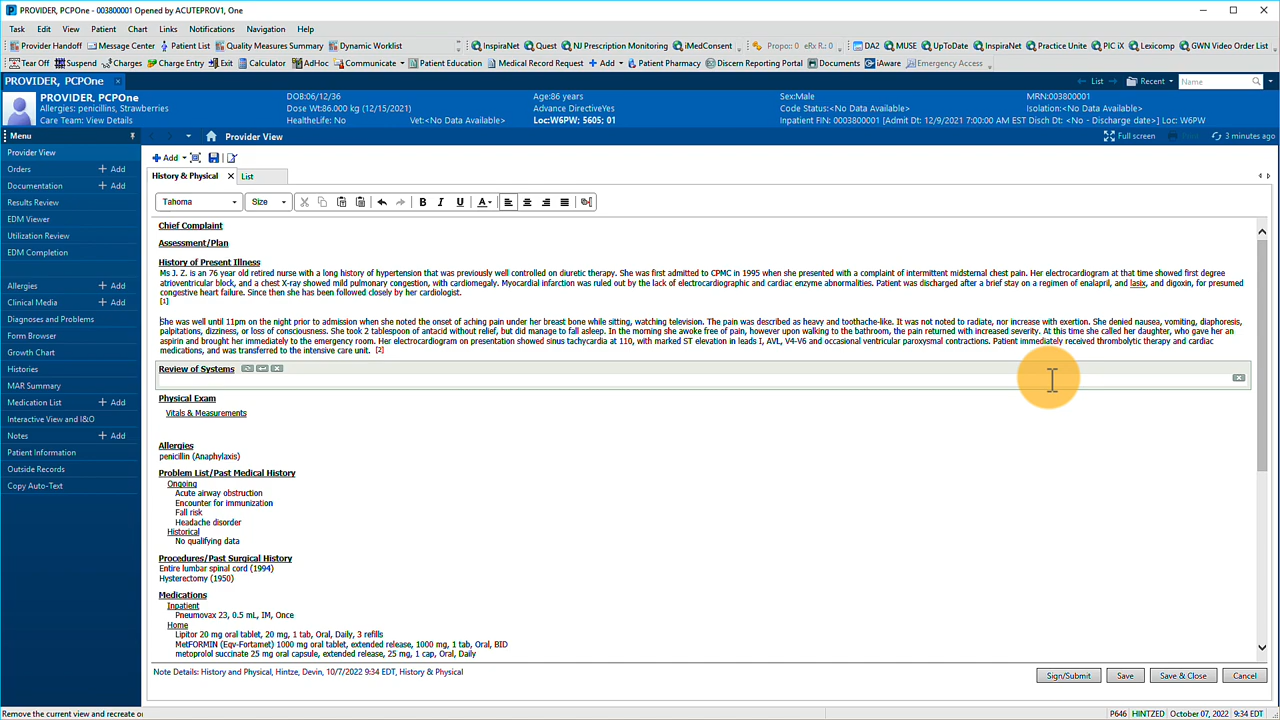 PROVIDER, PCPOne - 003800001 Opened by ACUTEPROV1, One
Task Edit View Patient Chart Links Notifications Navigation Help
Provider Handoff Message Center Patient List Quality Measures Summary Dynamic Worklist InspiraNet Quest NJ Prescription Monitoring iMedConsent Propo: 0 eRx R.: 0 DA2 MUSE UpToDate InspiraNet Practice Unite PIC iX Lexicomp GWN Video Order List
Tear Off Suspend Charges Charge Entry Exit Calculator AdHoc Communicate Patient Education Medical Record Request Add Patient Pharmacy Discern Reporting Portal Documents iAware Emergency Access
PROVIDER, PCPOne x List Recent Name
PROVIDER, PCPOne DOB:06/12/36 Age:86 years Sex:Male MRN:003800001
Allergies: penicillins, Strawberries Dose Wt:86.000 kg (12/15/2021) Advance DirectiveYes Code Status:<No Data Available> Isolation:<No Data Available>
Care Team: View Details HealtheLife: No Vet:<No Data Available> Loc:W6PW; 5605; 01 Inpatient FIN: 003800001 [Admit Dt: 12/9/2021 7:00:00 AM EST Disch Dt: <No - Discharge date>] Loc: W6PW
Menu Provider View Full screen 3 minutes ago
Provider View
Orders + Add
Documentation + Add
Results Review
EDM Viewer
Utilization Review
EDM Completion
Allergies + Add
Clinical Media + Add
Diagnoses and Problems
Form Browser
Growth Chart
Histories
MAR Summary
Medication List + Add
Interactive View and I&O
Notes + Add
Patient Information
Outside Records
Copy Auto-Text
Add
History & Physical List
Tahoma Size B I U A
Chief Complaint
Assessment/Plan
History of Present Illness
Ms J. Z. is an 76 year old retired nurse with a long history of hypertension that was previously well controlled on diuretic therapy. She was first admitted to CPMC in 1995 when she presented with a complaint of intermittent midsternal chest pain. Her electrocardiogram at that time showed first degree
atrioventricular block, and a chest X-ray showed mild pulmonary congestion, with cardiomegaly. Myocardial infarction was ruled out by the lack of electrocardiographic and cardiac enzyme abnormalities. Patient was discharged after a brief stay on a regimen of enalapril, and lasix, and digoxin, for presumed
congestive heart failure. Since then she has been followed closely by her cardiologist.
[1]
She was well until 11pm on the night prior to admission when she noted the onset of aching pain under her breast bone while sitting, watching television. The pain was described as heavy and toothache-like. It was not noted to radiate, nor increase with exertion. She denied nausea, vomiting, diaphoresis,
palpitations, dizziness, or loss of consciousness. She took 2 tablespoon of antacid without relief, but did manage to fall asleep. In the morning she awoke free of pain, however upon walking to the bathroom, the pain returned with increased severity. At this time she called her daughter, who gave her an
aspirin and brought her immediately to the emergency room. Her electrocardiogram on presentation showed sinus tachycardia at 110, with marked ST elevation in leads I, AVL, V4-V6 and occasional ventricular paroxysmal contractions. Patient immediately received thrombolytic therapy and cardiac
medications, and was transferred to the intensive care unit. [2]
Review of Systems
Physical Exam
Vitals & Measurements
Allergies
penicillin (Anaphylaxis)
Problem List/Past Medical History
Ongoing
Acute airway obstruction
Encounter for immunization
Fall risk
Headache disorder
Historical
No qualifying data
Procedures/Past Surgical History
Entire lumbar spinal cord (1994)
Hysterectomy (1950)
Medications
Inpatient
Pneumovax 23, 0.5 mL, IM, Once
Home
Lipitor 20 mg oral tablet, 20 mg, 1 tab, Oral, Daily, 3 refills
MetFORMIN (Eqv-Fortamet) 1000 mg oral tablet, extended release, 1000 mg, 1 tab, Oral, BID
metoprolol succinate 25 mg oral capsule, extended release, 25 mg, 1 cap, Oral, Daily
Note Details: History and Physical, Hintze, Devin, 10/7/2022 9:34 EDT, History & Physical
Sign/Submit Save Save & Close Cancel
Remove the current view and recreate or P646 HINTZED October 07, 2022 9:34 EDT